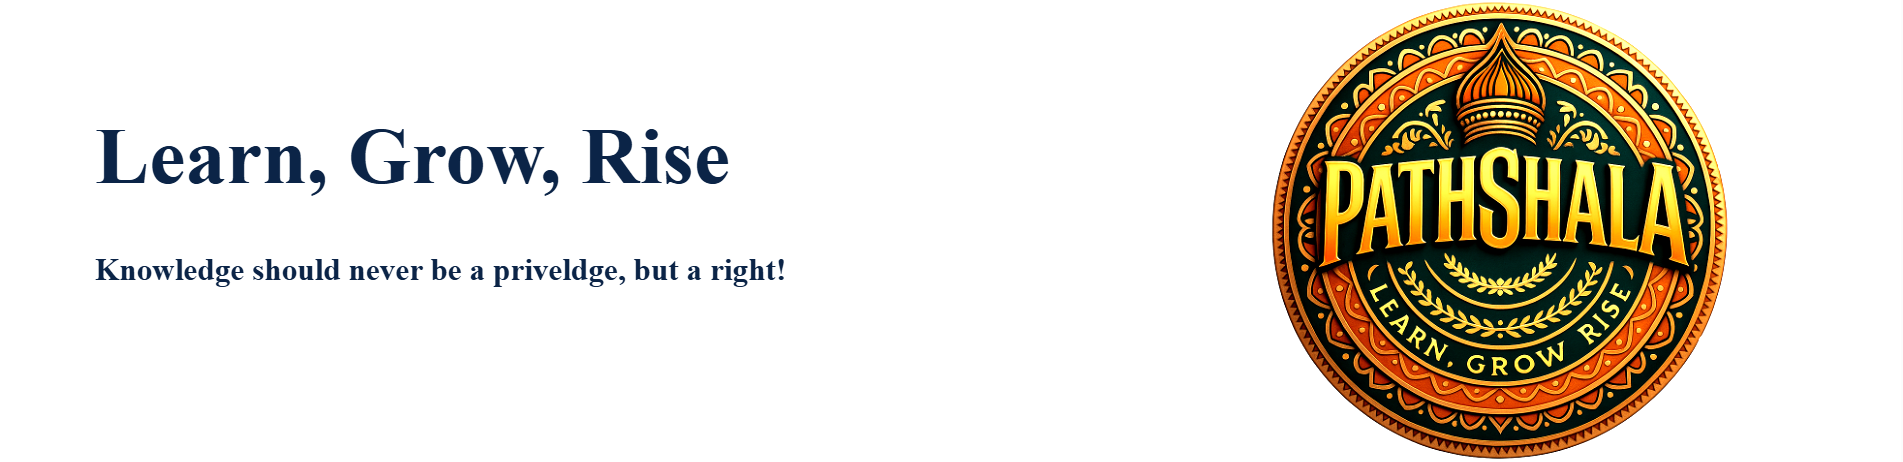 Learn, Grow, Rise
Knowledge should never be a priveldge, but a right!
PATHSHALA
LEARN, GROW RISE